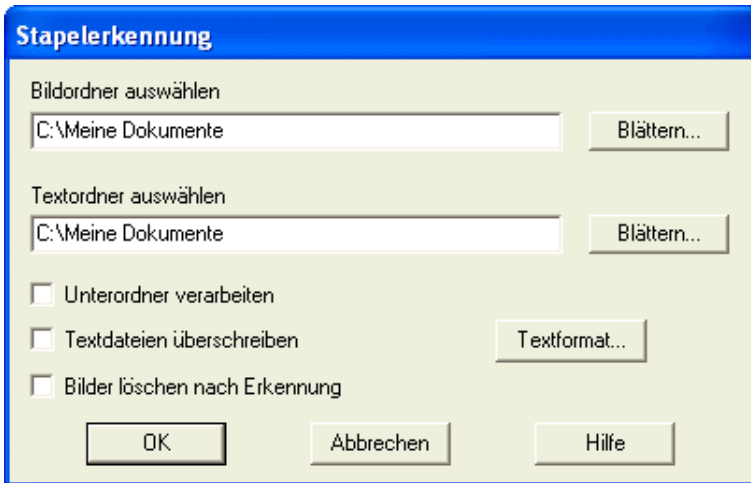 Stapelerkennung
Bildordner auswählen
C:\Meine Dokumente
Blättern...
Textordner auswählen
C:\Meine Dokumente
Blättern...
Unterordner verarbeiten
Textdateien überschreiben
Textformat...
Bilder löschen nach Erkennung
OK
Abbrechen
Hilfe